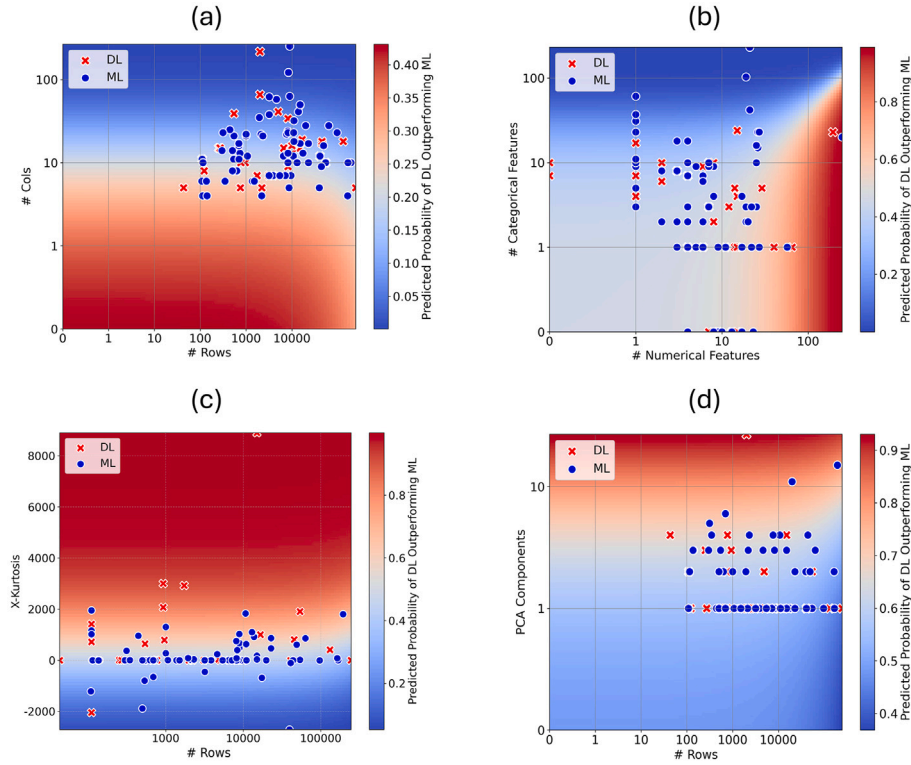 (a)
DL
ML
100
10
1
0
# Cols
0
1
10
100
1000
10000
# Rows
0.40
0.35
0.30
0.25
0.20
0.15
0.10
0.05
Predicted Probability of DL Outperforming ML
(b)
DL
ML
100
10
1
0
# Categorical Features
0
1
10
100
# Numerical Features
0.8
0.6
0.4
0.2
Predicted Probability of DL Outperforming ML
(c)
DL
ML
8000
6000
4000
2000
0
-2000
X-Kurtosis
1000
10000
100000
# Rows
0.8
0.6
0.4
0.2
Predicted Probability of DL Outperforming ML
(d)
DL
ML
10
1
0
PCA Components
0
1
10
100
1000
10000
# Rows
0.9
0.8
0.7
0.6
0.5
0.4
Predicted Probability of DL Outperforming ML